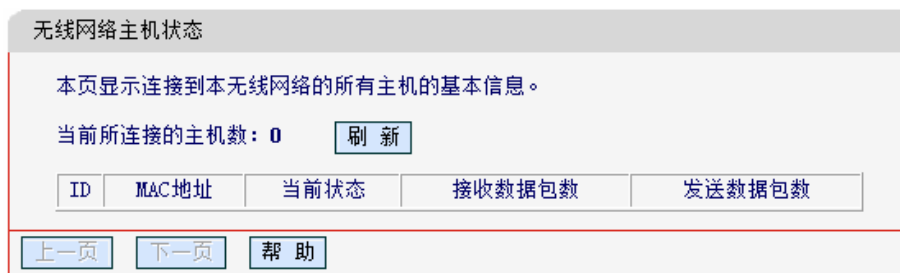 无线网络主机状态
本页显示连接到本无线网络的所有主机的基本信息。
当前所连接的主机数: 0 刷 新
ID MAC地址 当前状态 接收数据包数 发送数据包数
上一页 下一页 帮 助